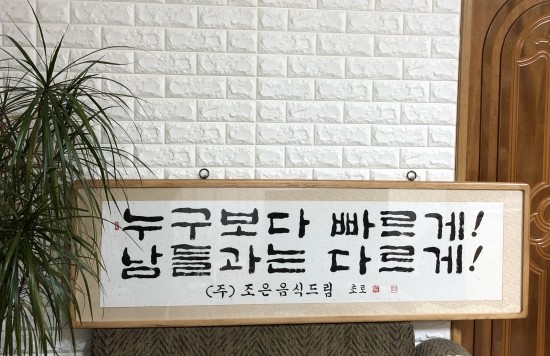 누구보다 빠르게!
남들과는 다르게!
(주) 조은음식드림 초로